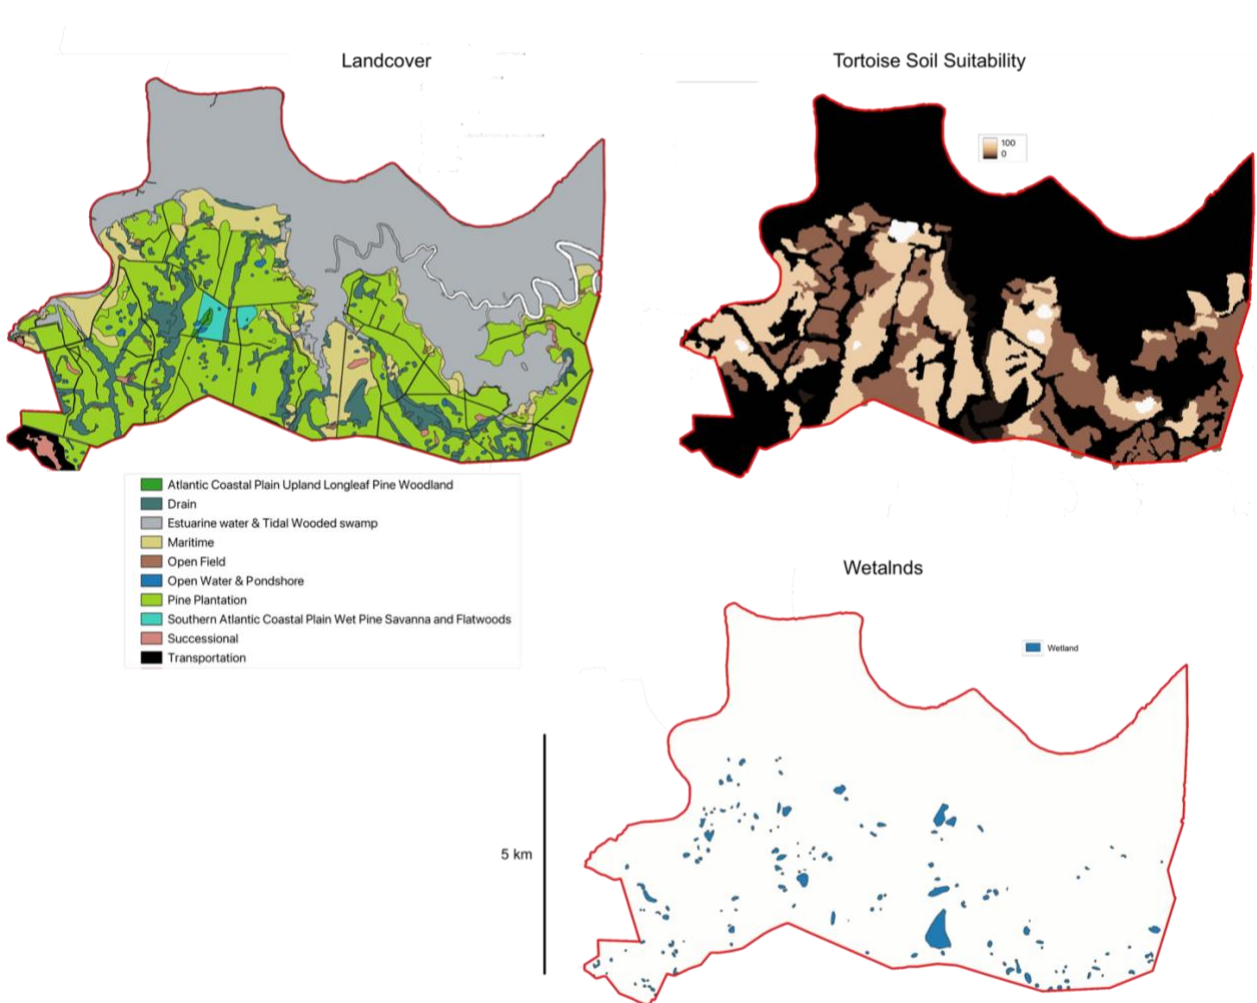 Landcover
Tortoise Soil Suitability
100
0
Atlantic Coastal Plain Upland Longleaf Pine Woodland
Drain
Estuarine water & Tidal Wooded swamp
Maritime
Open Field
Open Water & Pondshore
Pine Plantation
Southern Atlantic Coastal Plain Wet Pine Savanna and Flatwoods
Successional
Transportation
Wetalnds
Wetland
5 km